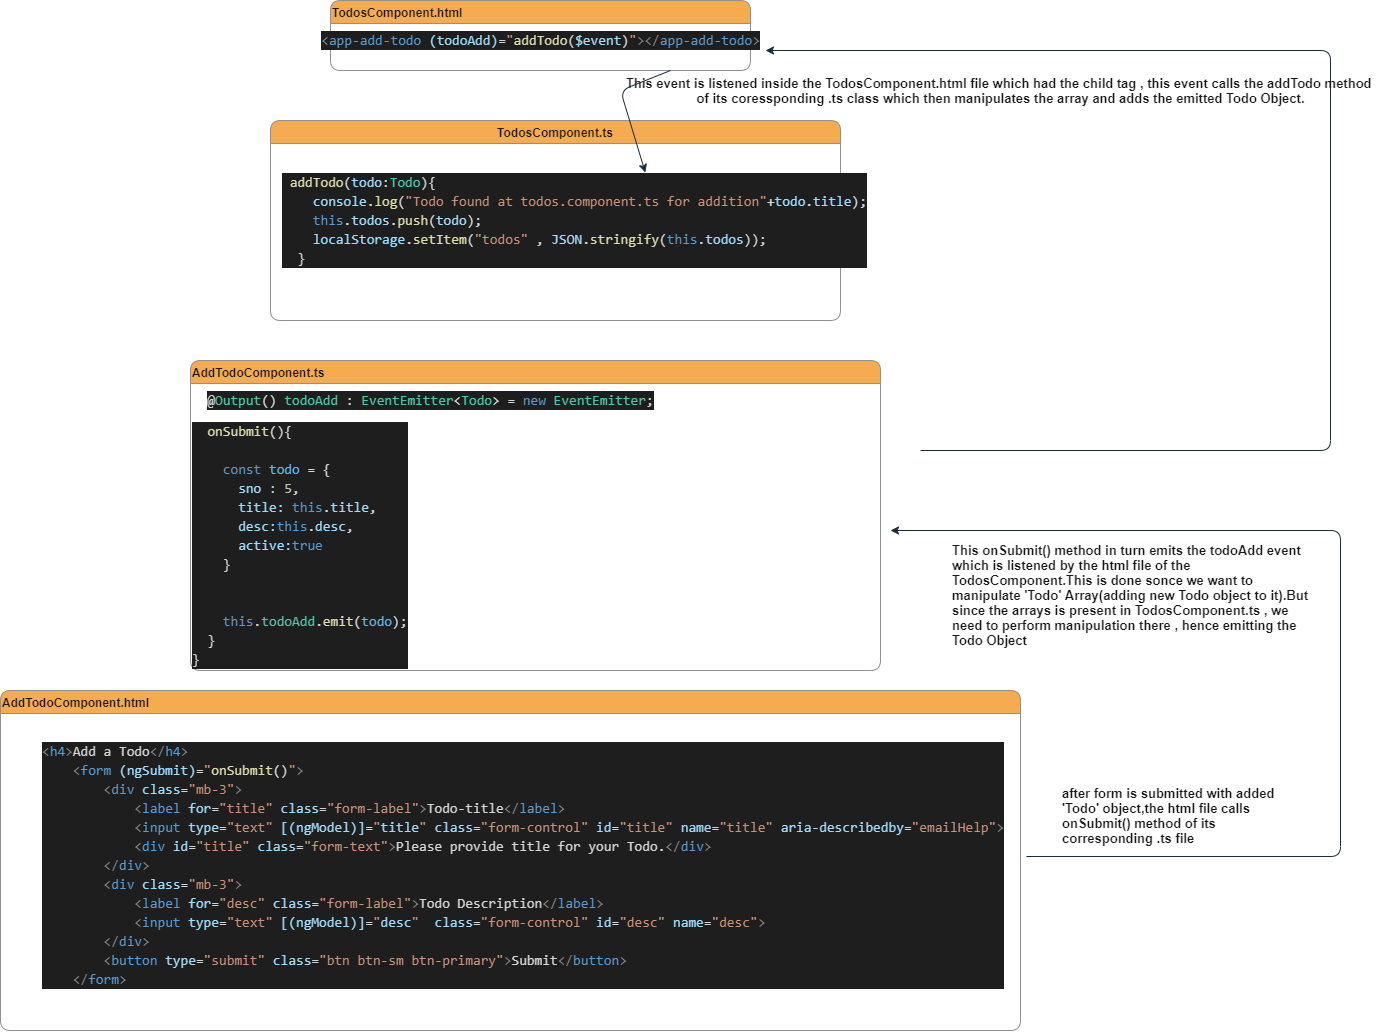 TodosComponent.html
<app-add-todo (todoAdd)="addTodo($event)"></app-add-todo>
This event is listened inside the TodosComponent.html file which had the child tag , this event calls the addTodo method
of its coressponding .ts class which then manipulates the array and adds the emitted Todo Object.
TodosComponent.ts
addTodo(todo:Todo){
console.log("Todo found at todos.component.ts for addition"+todo.title);
this.todos.push(todo);
localStorage.setItem("todos" , JSON.stringify(this.todos));
}
AddTodoComponent.ts
@Output() todoAdd : EventEmitter<Todo> = new EventEmitter;
onSubmit(){
const todo = {
sno : 5,
title: this.title,
desc:this.desc,
active:true
}
this.todoAdd.emit(todo);
}
}
This onSubmit() method in turn emits the todoAdd event
which is listened by the html file of the
TodosComponent.This is done sonce we want to
manipulate 'Todo' Array(adding new Todo object to it).But
since the arrays is present in TodosComponent.ts , we
need to perform manipulation there , hence emitting the
Todo Object
AddTodoComponent.html
<h4>Add a Todo</h4>
<form (ngSubmit)="onSubmit()">
<div class="mb-3">
<label for="title" class="form-label">Todo-title</label>
<input type="text" [(ngModel)]="title" class="form-control" id="title" name="title" aria-describedby="emailHelp">
<div id="title" class="form-text">Please provide title for your Todo.</div>
</div>
<div class="mb-3">
<label for="desc" class="form-label">Todo Description</label>
<input type="text" [(ngModel)]="desc"  class="form-control" id="desc" name="desc">
</div>
<button type="submit" class="btn btn-sm btn-primary">Submit</button>
</form>
after form is submitted with added
'Todo' object,the html file calls
onSubmit() method of its
corresponding .ts file